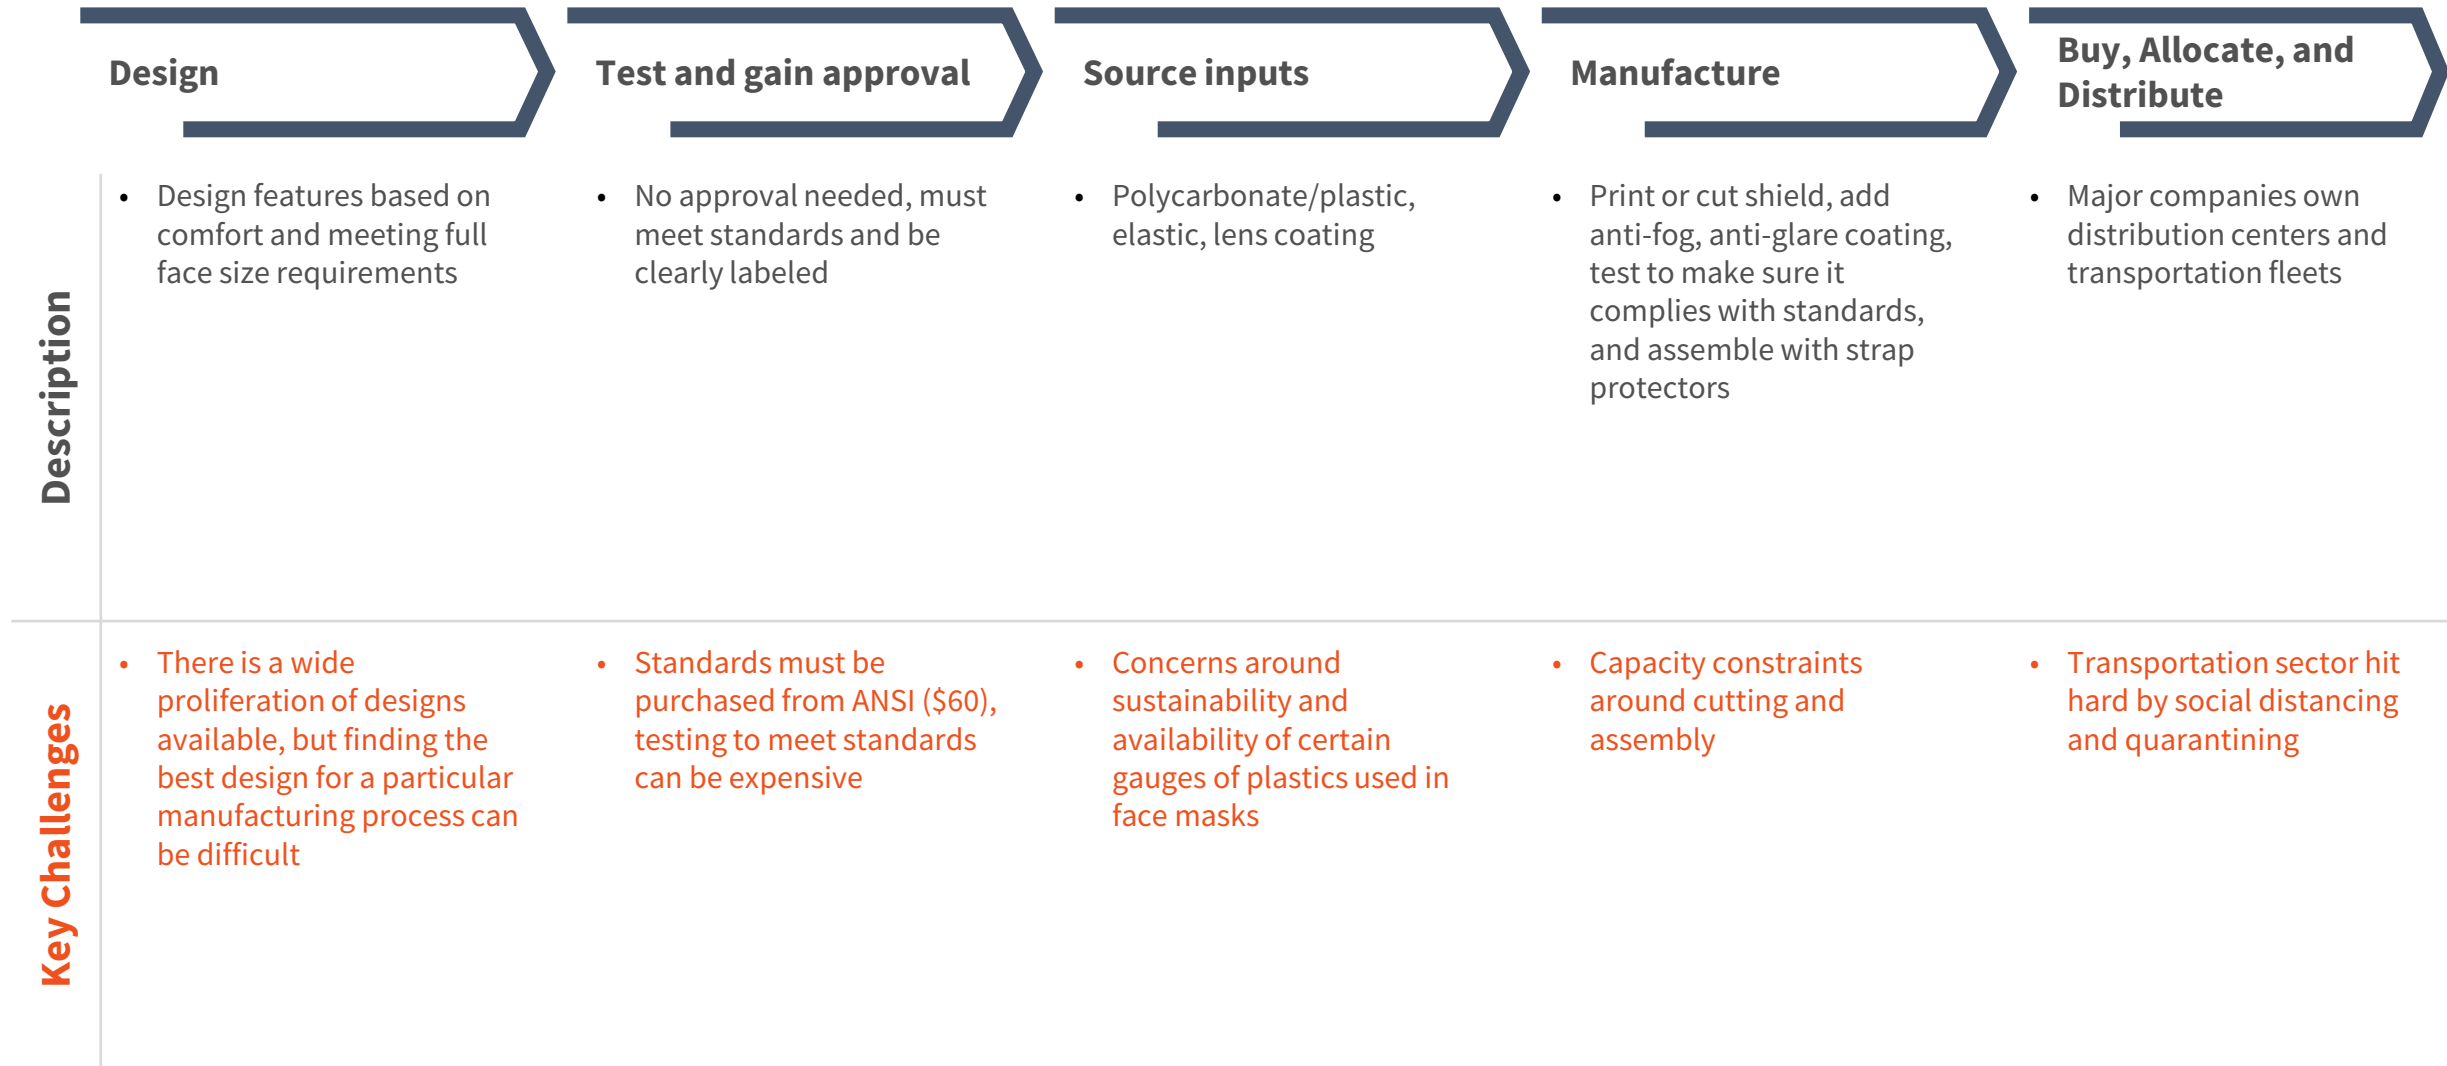 Design
Test and gain approval
Source inputs
Manufacture
Buy, Allocate, and
Distribute
Description
• Design features based on
comfort and meeting full
face size requirements
• No approval needed, must
meet standards and be
clearly labeled
• Polycarbonate/plastic,
elastic, lens coating
• Print or cut shield, add
anti-fog, anti-glare coating,
test to make sure it
complies with standards,
and assemble with strap
protectors
• Major companies own
distribution centers and
transportation fleets
Key Challenges
• There is a wide
proliferation of designs
available, but finding the
best design for a particular
manufacturing process can
be difficult
• Standards must be
purchased from ANSI ($60),
testing to meet standards
can be expensive
• Concerns around
sustainability and
availability of certain
gauges of plastics used in
face masks
• Capacity constraints
around cutting and
assembly
• Transportation sector hit
hard by social distancing
and quarantining